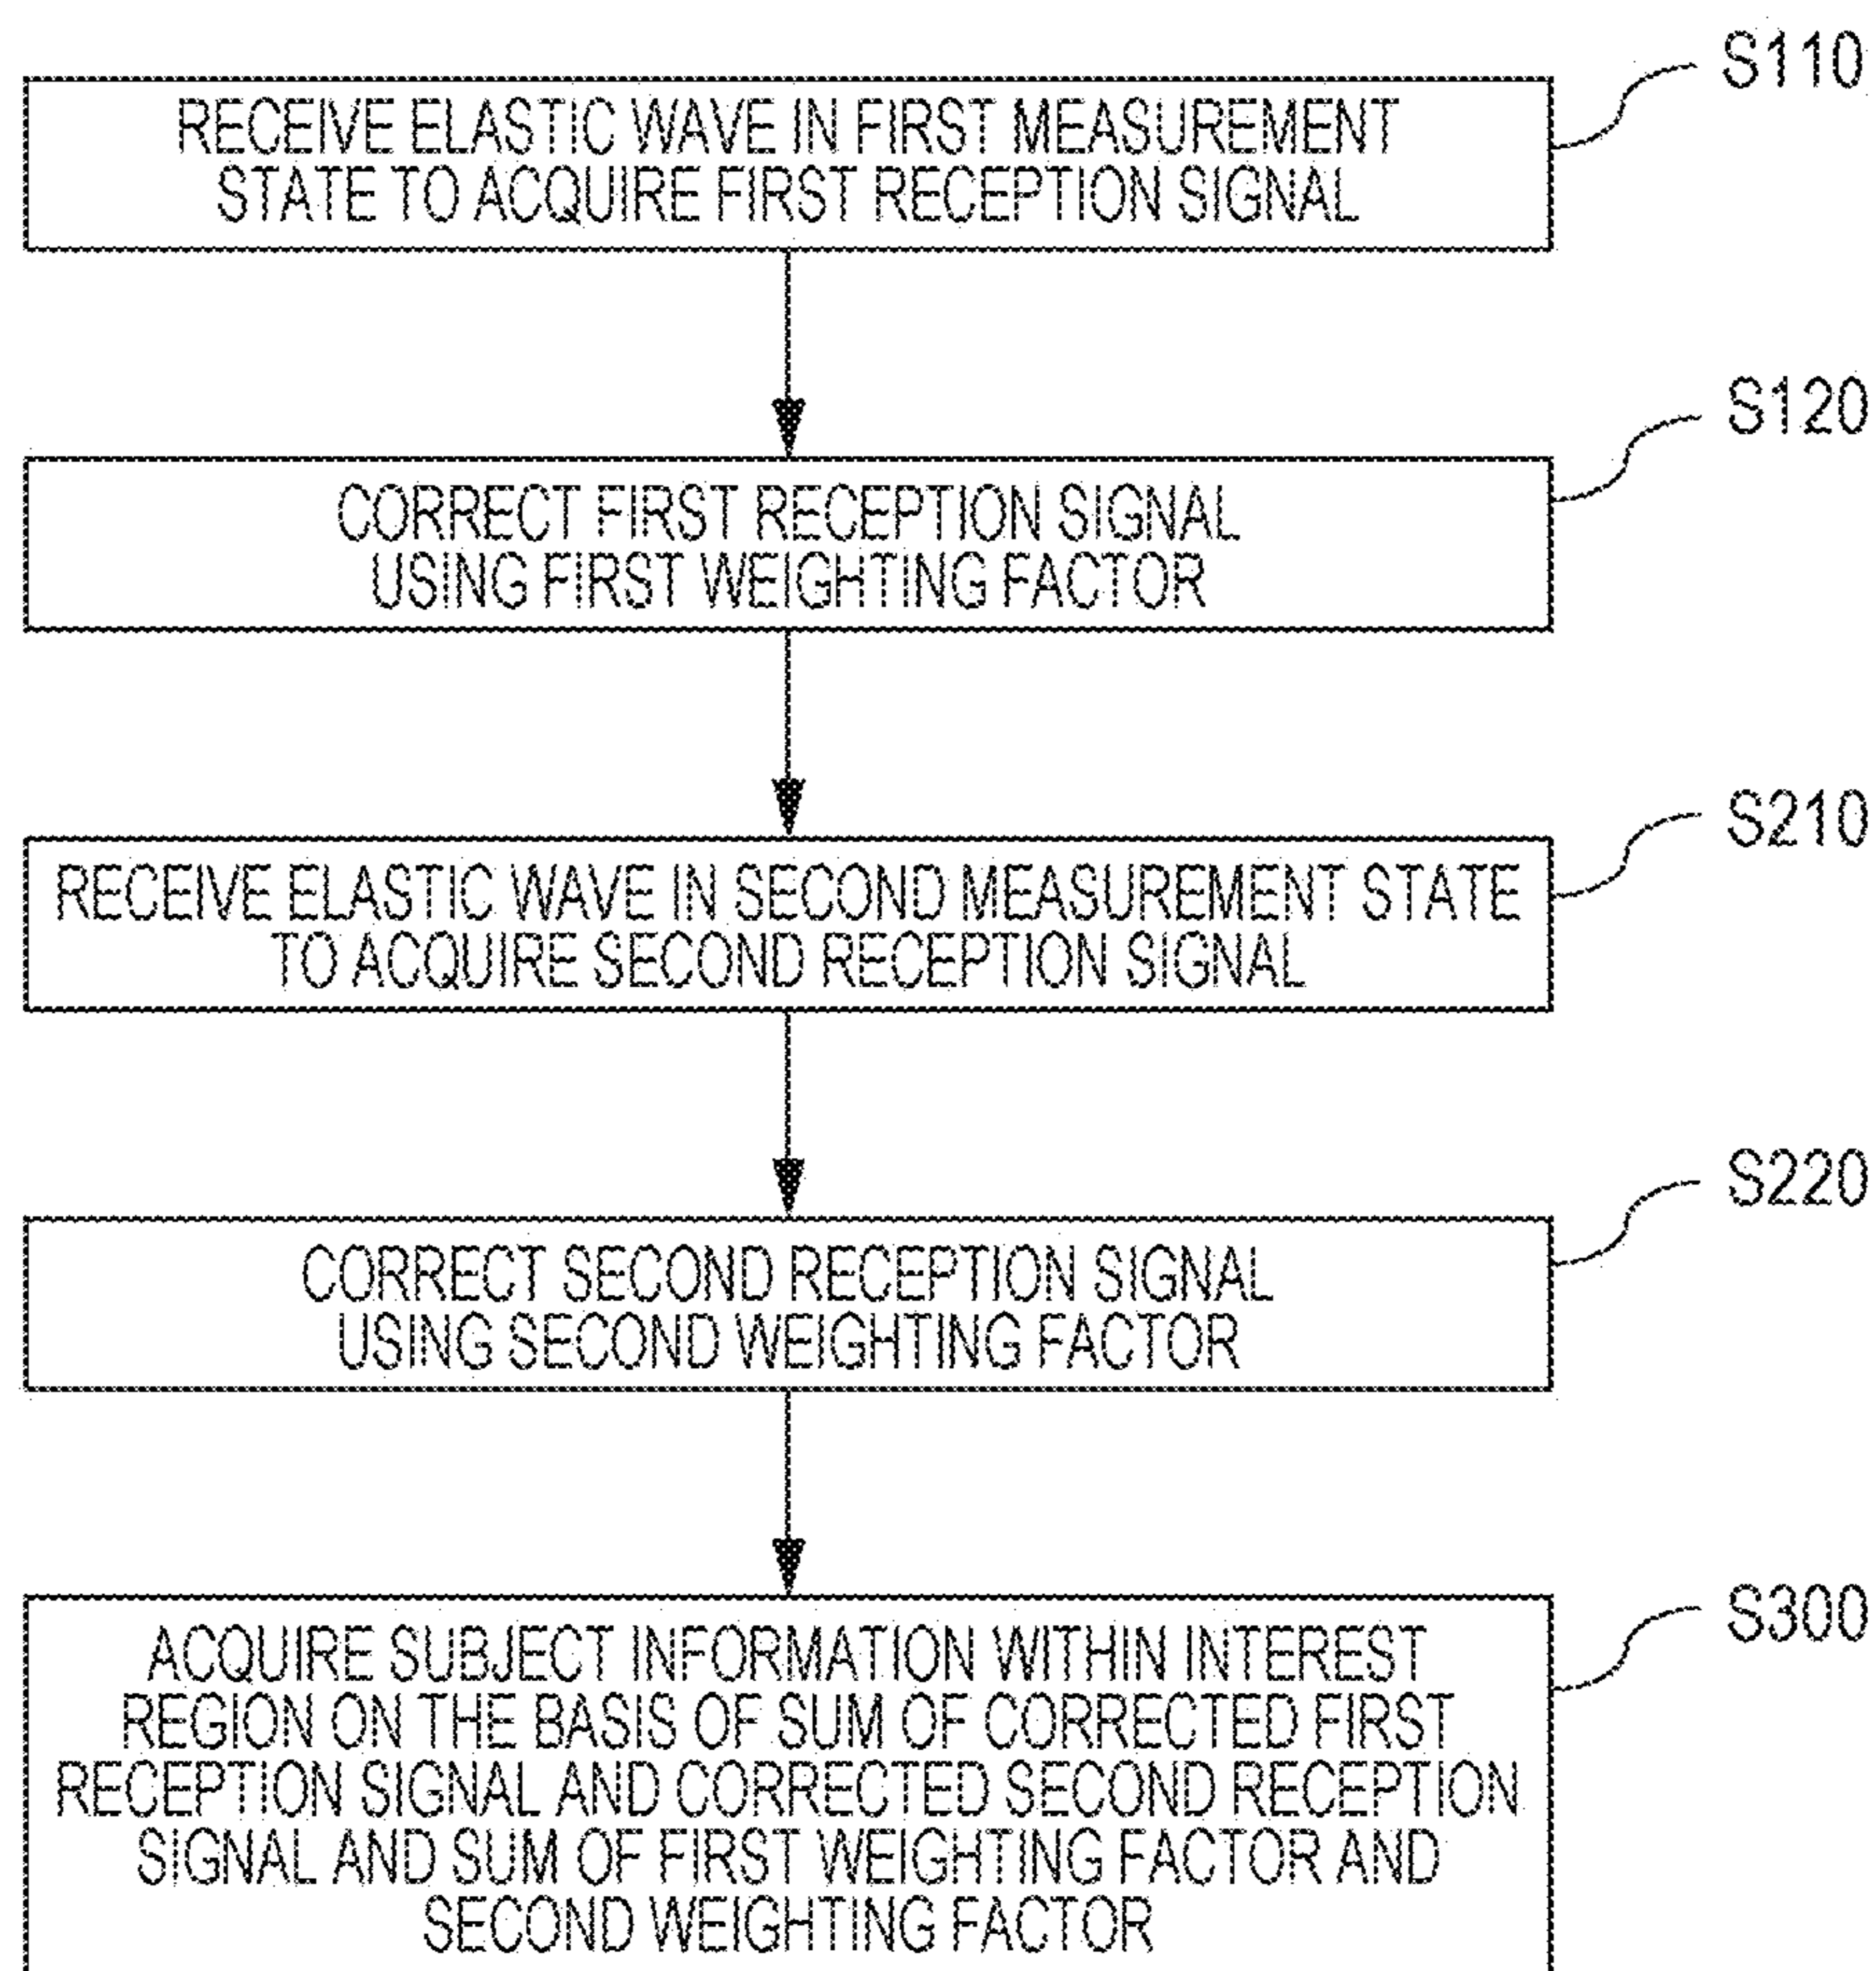 S110
RECEIVE ELASTIC WAVE IN FIRST MEASUREMENT
STATE TO ACQUIRE FIRST RECEPTION SIGNAL
S120
CORRECT FIRST RECEPTION SIGNAL
USING FIRST WEIGHTING FACTOR
S210
RECEIVE ELASTIC WAVE IN SECOND MEASUREMENT STATE
TO ACQUIRE SECOND RECEPTION SIGNAL
S220
CORRECT SECOND RECEPTION SIGNAL
USING SECOND WEIGHTING FACTOR
S300
ACQUIRE SUBJECT INFORMATION WITHIN INTEREST
REGION ON THE BASIS OF SUM OF CORRECTED FIRST
RECEPTION SIGNAL AND CORRECTED SECOND RECEPTION
SIGNAL AND SUM OF FIRST WEIGHTING FACTOR AND
SECOND WEIGHTING FACTOR